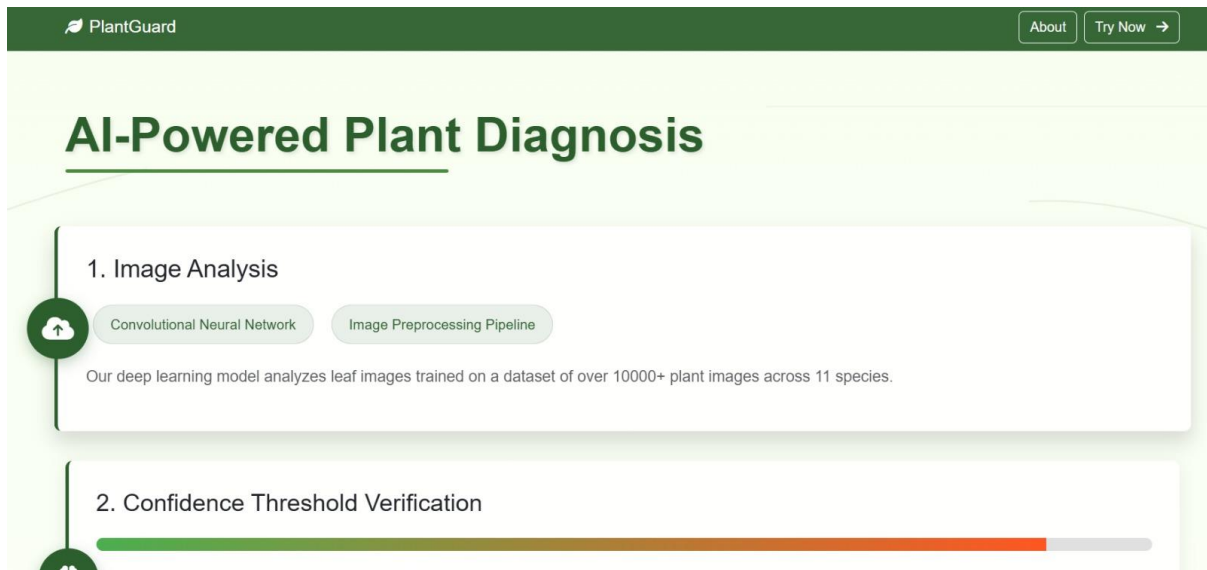 PlantGuard
About
Try Now
AI-Powered Plant Diagnosis
1. Image Analysis
Convolutional Neural Network
Image Preprocessing Pipeline
Our deep learning model analyzes leaf images trained on a dataset of over 10000+ plant images across 11 species.
2. Confidence Threshold Verification